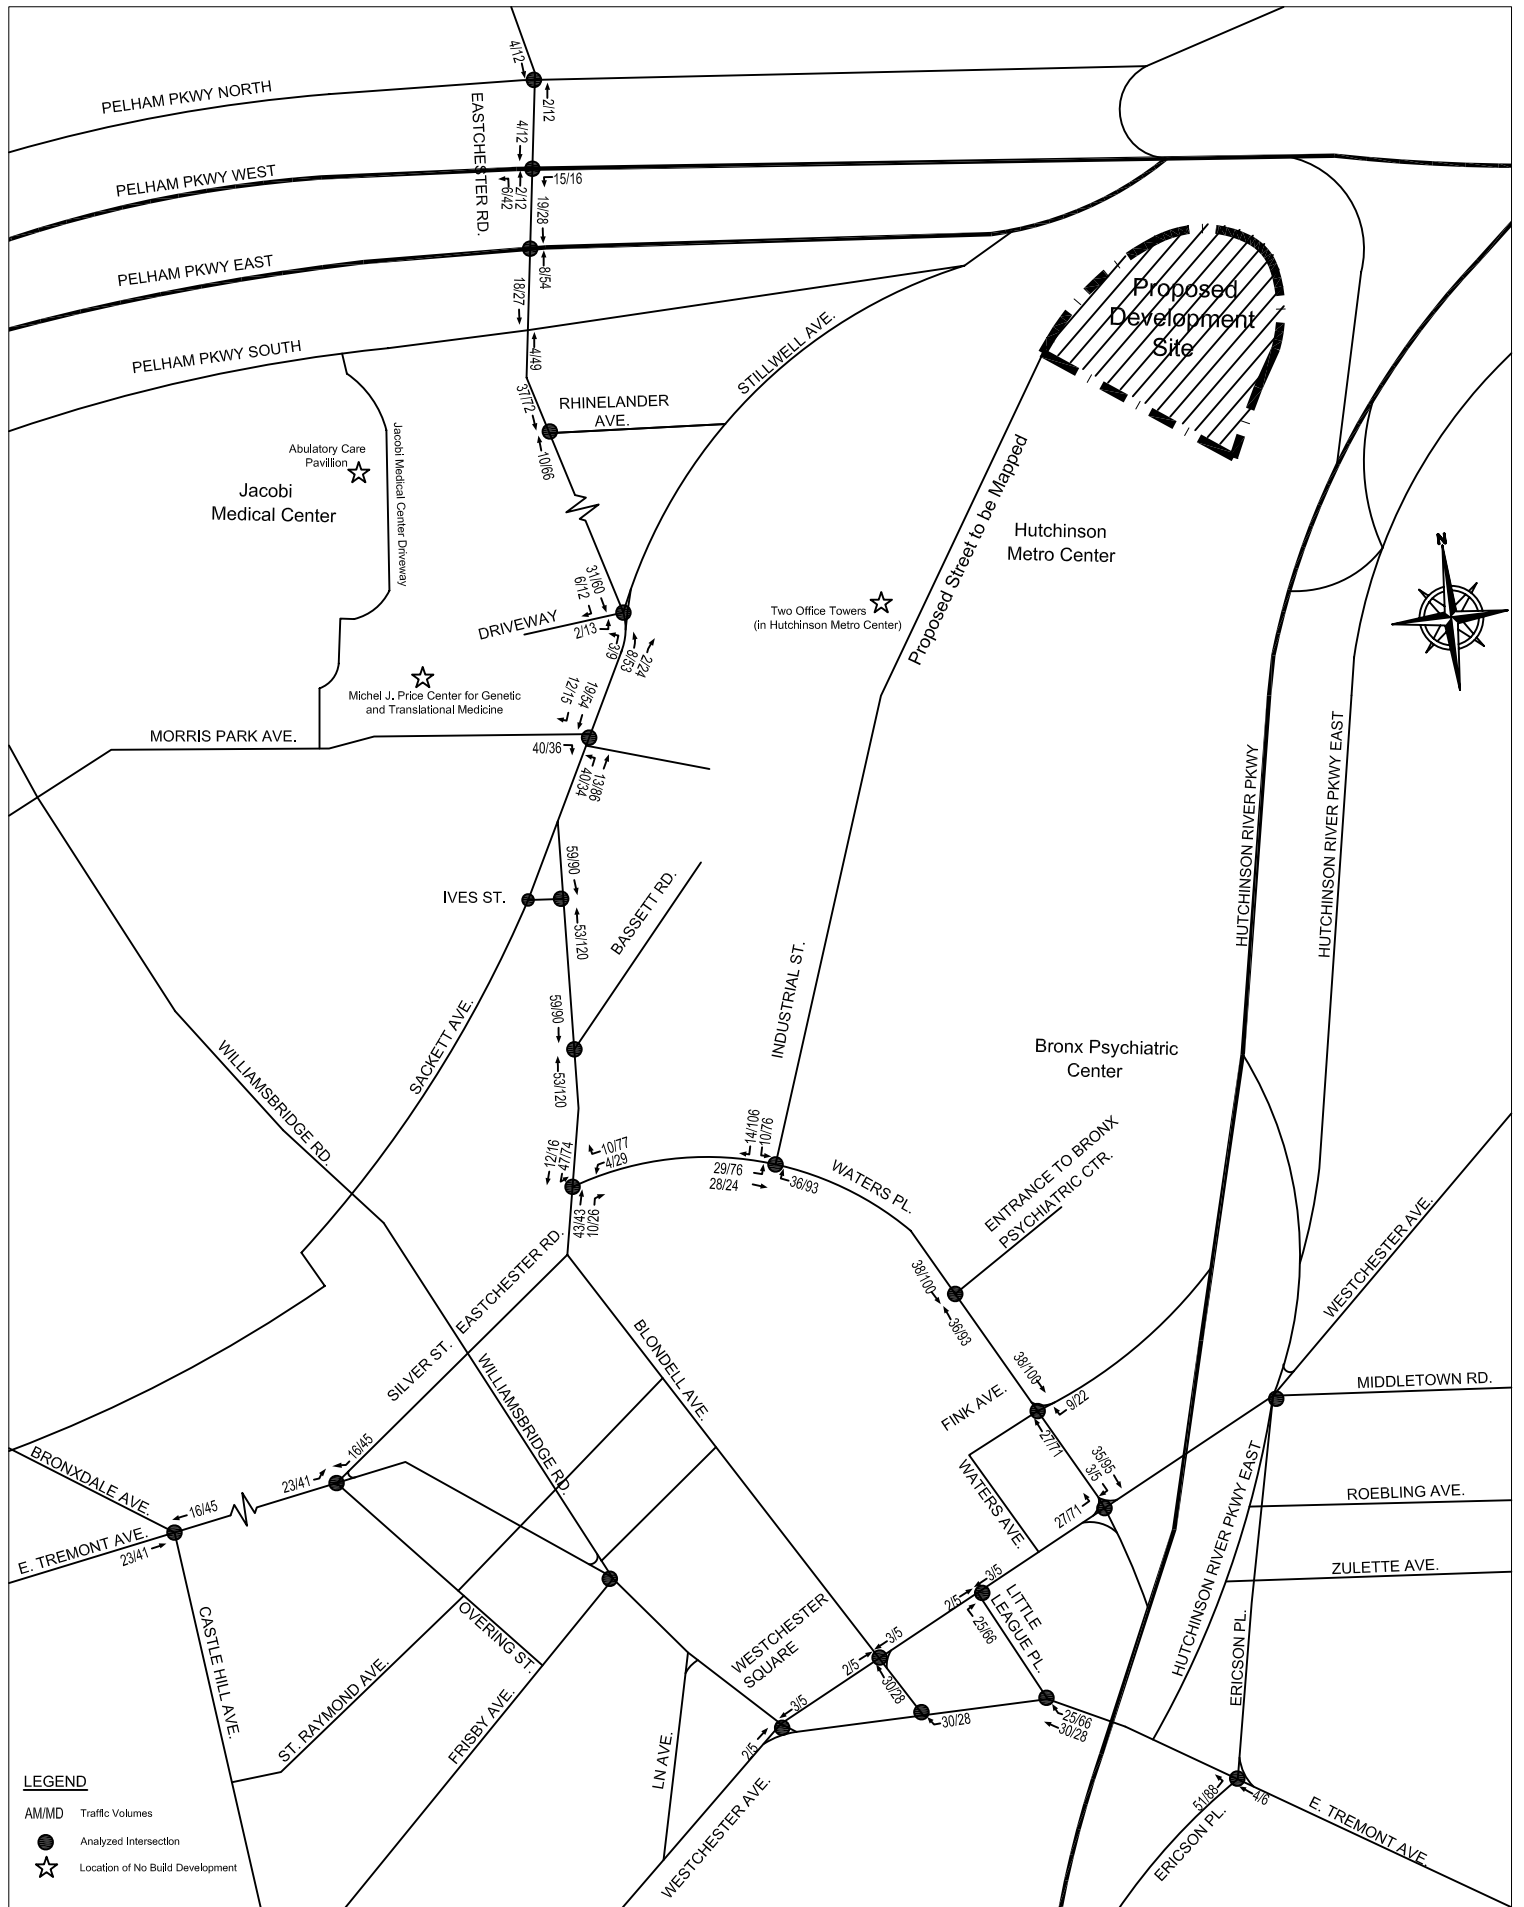 4/12
PELHAM PKWY NORTH
2/12
EASTCHESTER RD.
4/12
PELHAM PKWY WEST
15/16
6/42
2/12
19/28
PELHAM PKWY EAST
8/54
18/27
Proposed
Development
Site
PELHAM PKWY SOUTH
4/49
STILLWELL AVE.
37/72
RHINELANDER
AVE.
10/66
Abulatory Care
Pavillion
Jacobi
Medical Center
Jacobi Medical Center Driveway
Proposed Street to be Mapped
Hutchinson
Metro Center
N
31/60
6/12
DRIVEWAY
2/13
3/9
8/53
2/24
Two Office Towers
(in Hutchinson Metro Center)
Michel J. Price Center for Genetic
and Translational Medicine
12/15
19/54
MORRIS PARK AVE.
40/36
40/34
13/86
HUTCHINSON RIVER PKWY
HUTCHINSON RIVER PKWY EAST
59/90
IVES ST.
53/120
BASSETT RD.
INDUSTRIAL ST.
59/90
53/120
SACKETT AVE.
WILLIAMSBRIDGE RD.
Bronx Psychiatric
Center
12/16
47/74
10/77
4/29
14/106
10/76
29/76
28/24
36/93
WATERS PL.
ENTRANCE TO BRONX
PSYCHIATRIC CTR.
43/43
10/26
WESTCHESTER AVE.
38/100
36/93
EASTCHESTER RD.
SILVER ST.
BLONDELL AVE.
WILLIAMSBRIDGE RD.
38/100
FINK AVE.
9/22
27/71
MIDDLETOWN RD.
BRONXDALE AVE.
16/45
23/41
35/95
3/5
WATERS AVE.
27/71
HUTCHINSON RIVER PKWY EAST
ROEBLING AVE.
16/45
E. TREMONT AVE.
23/41
ZULETTE AVE.
3/5
2/5
25/66
LITTLE
LEAGUE PL.
CASTLE HILL AVE.
OVERING ST.
ST. RAYMOND AVE.
FRISBY AVE.
WESTCHESTER
SQUARE
3/5
2/5
30/28
ERICSON PL.
3/5
2/5
30/28
25/66
30/28
LN AVE.
WESTCHESTER AVE.
51/88
4/6
ERICSON PL.
E. TREMONT AVE.
LEGEND
AM/MD Traffic Volumes
Analyzed Intersection
Location of No Build Development